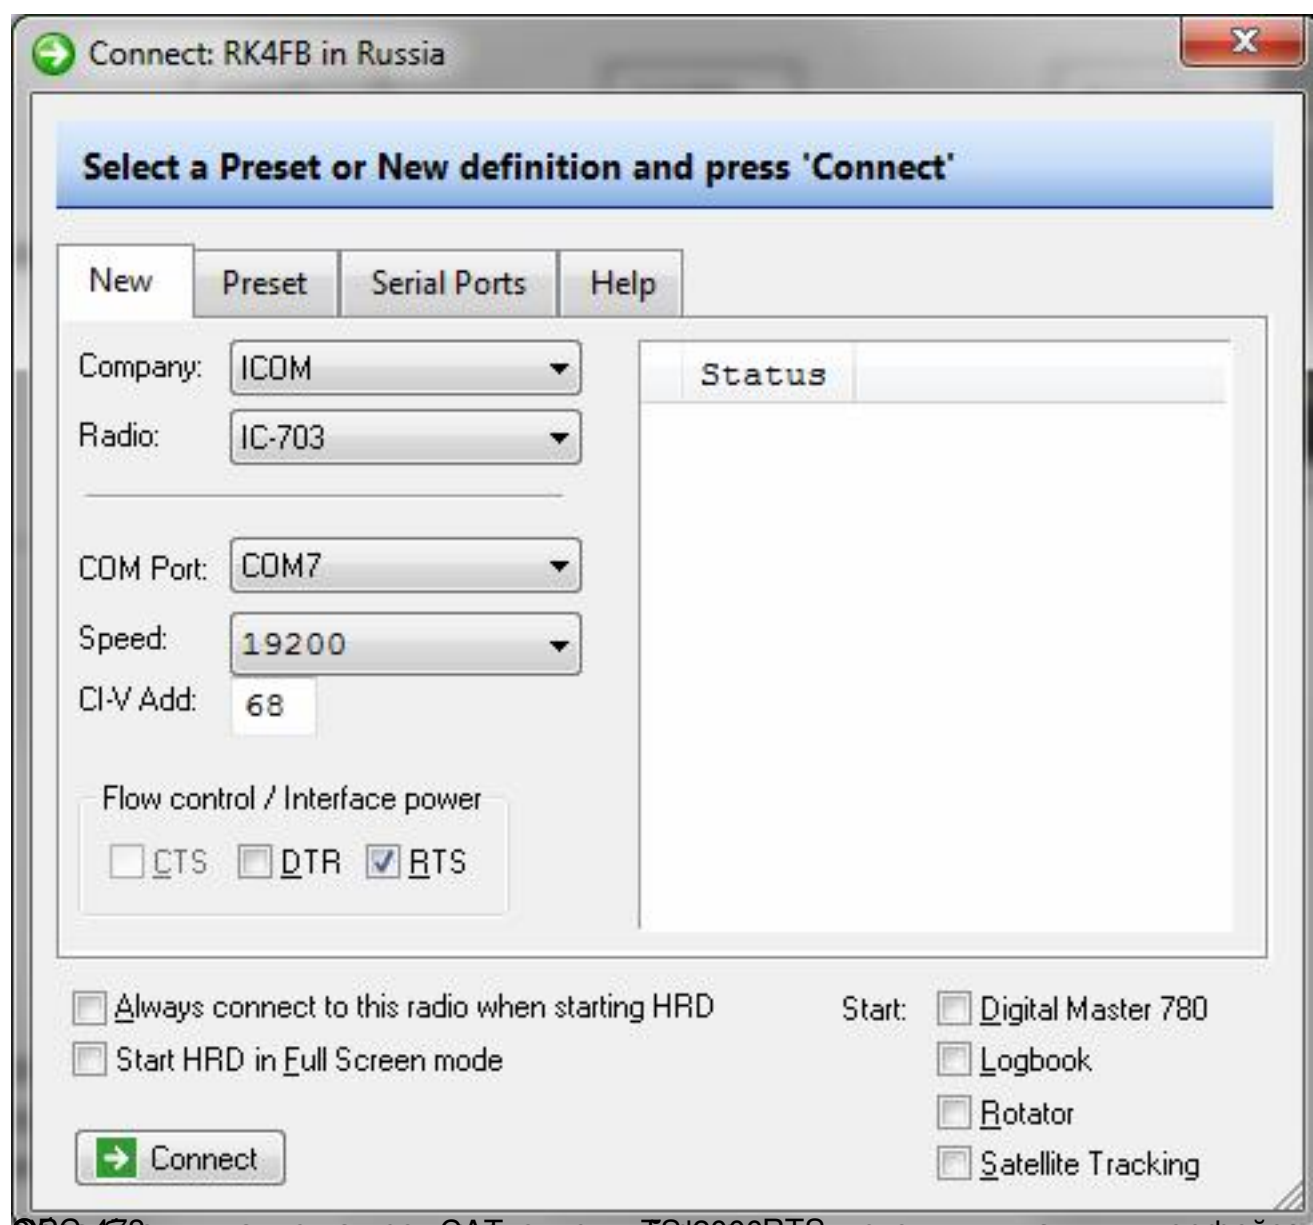 Connect: RK4FB in Russia
Select a Preset or New definition and press 'Connect'
New Preset Serial Ports Help
Company: ICOM
Radio: IC-703
COM Port: COM7
Speed: 19200
CI-V Add: 68
Flow control / Interface power
CTS DTR RTS
Status
Always connect to this radio when starting HRD
Start HRD in Full Screen mode
Start: Digital Master 780
Logbook
Rotator
Satellite Tracking
Connect